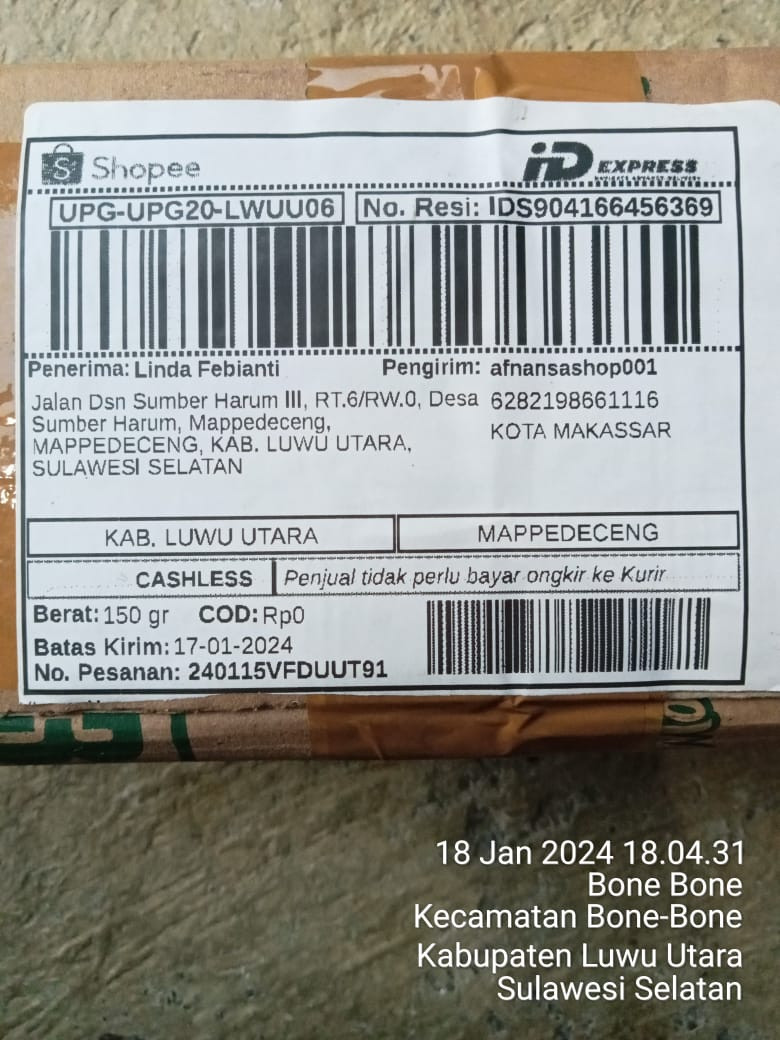 Shopee
iD EXPRESS
UPG-UPG20-LWUU06
No. Resi: IDS904166456369
Penerima: Linda Febianti
Jalan Dsn Sumber Harum III, RT.6/RW.0, Desa
Sumber Harum, Mappedeceng,
MAPPEDECENG, KAB. LUWU UTARA,
SULAWESI SELATAN
Pengirim: afnansashop001
6282198661116
KOTA MAKASSAR
KAB. LUWU UTARA
MAPPEDECENG
CASHLESS
Penjual tidak perlu bayar ongkir ke Kurir
Berat: 150 gr COD: Rp0
Batas Kirim: 17-01-2024
No. Pesanan: 240115VFDUUT91
18 Jan 2024 18.04.31
Bone Bone
Kecamatan Bone-Bone
Kabupaten Luwu Utara
Sulawesi Selatan